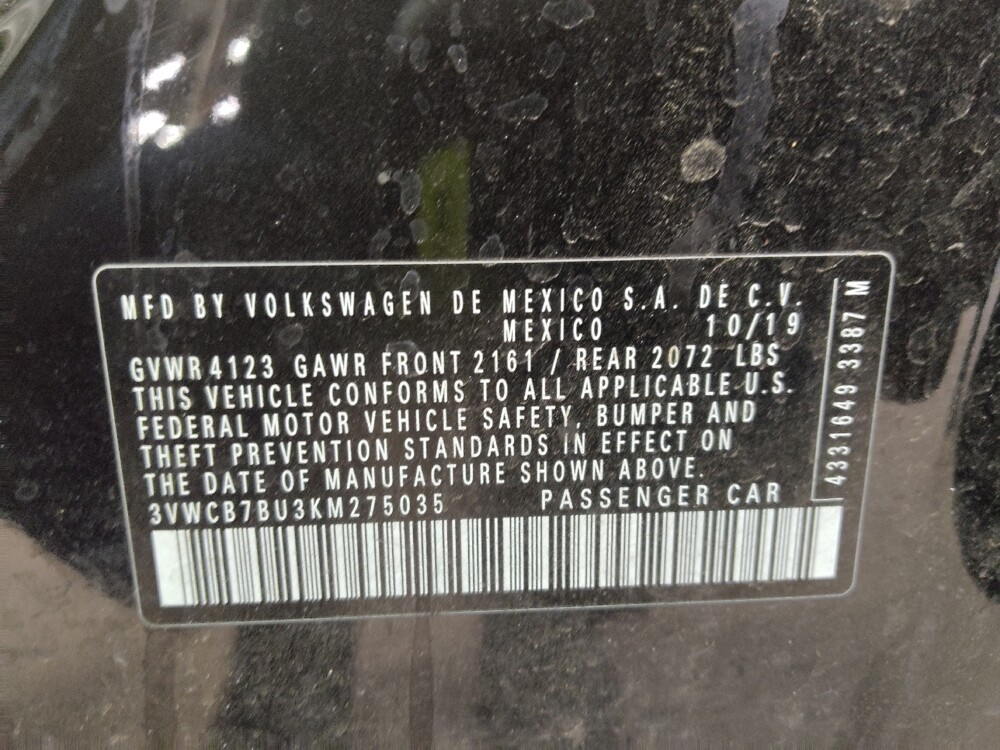 MFD BY VOLKSWAGEN DE MEXICO S.A. DE C.V.
MEXICO 10/19
GVWR 4123 GAWR FRONT 2161 / REAR 2072 LBS
THIS VEHICLE CONFORMS TO ALL APPLICABLE U.S.
FEDERAL MOTOR VEHICLE SAFETY, BUMPER AND
THEFT PREVENTION STANDARDS IN EFFECT ON
THE DATE OF MANUFACTURE SHOWN ABOVE.
3VWCB7BU3KM275035 PASSENGER CAR
4331649 3387 M